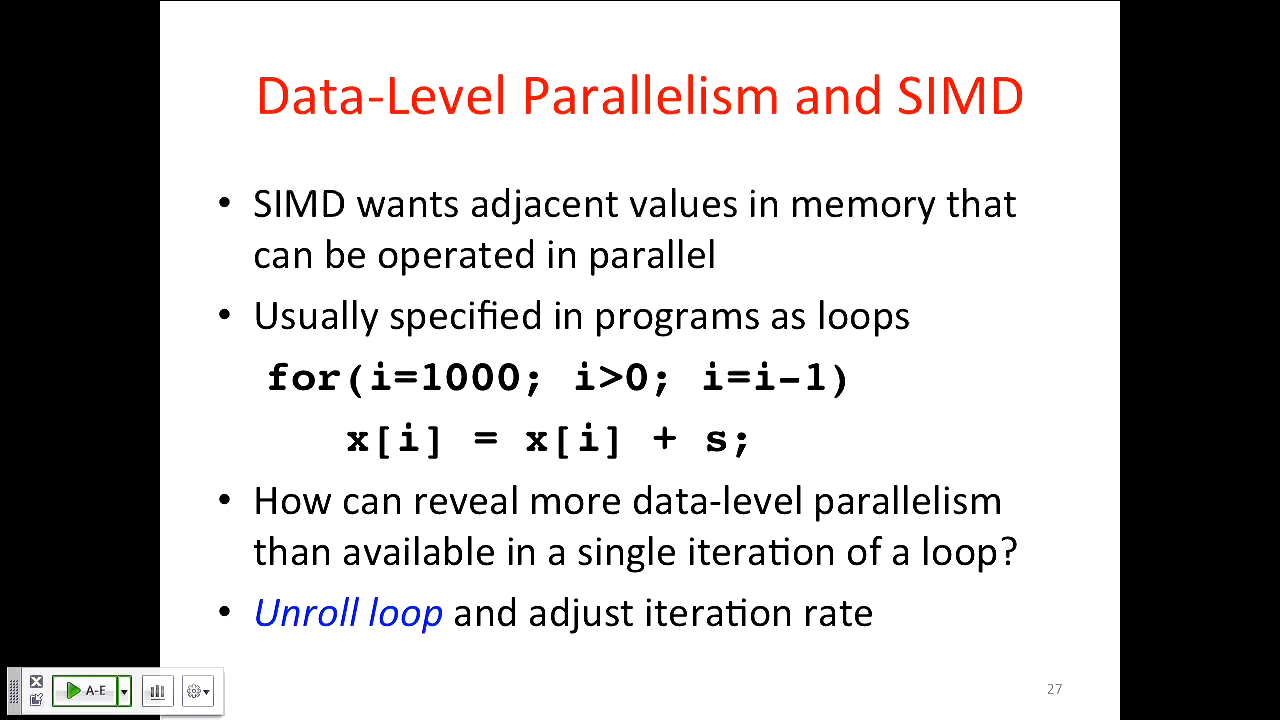 Data-Level Parallelism and SIMD
• SIMD wants adjacent values in memory that
can be operated in parallel
• Usually specified in programs as loops
for(i=1000; i>0; i=i-1)
x[i] = x[i] + s;
• How can reveal more data-level parallelism
than available in a single iteration of a loop?
• Unroll loop and adjust iteration rate
A-E
27